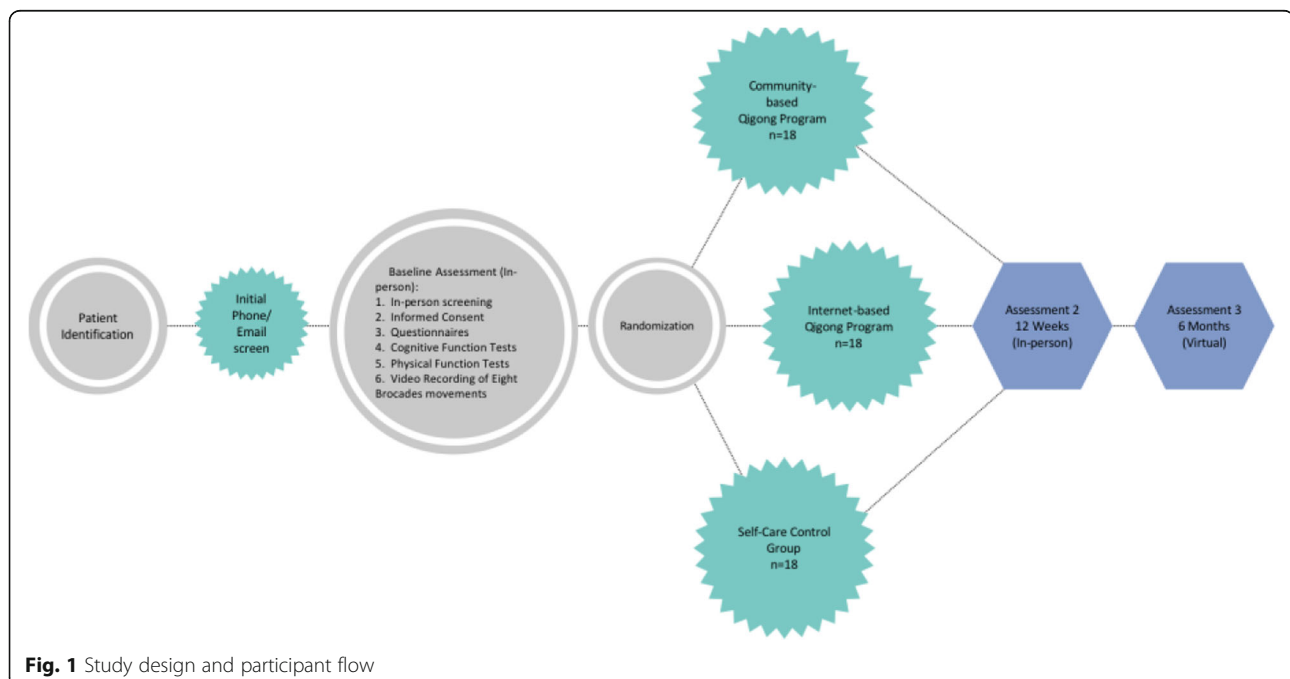 Patient
Identification
Initial
Phone/
Email
screen
Baseline Assessment (In-
person):
1. In-person screening
2. Informed Consent
3. Questionnaires
4. Cognitive Function Tests
5. Physical Function Tests
6. Video Recording of Eight
Brocades movements
Randomization
Community-
based
Qigong Program
n=18
Internet-based
Qigong Program
n=18
Self-Care Control
Group
n=18
Assessment 2
12 Weeks
(In-person)
Assessment 3
6 Months
(Virtual)
Fig. 1 Study design and participant flow